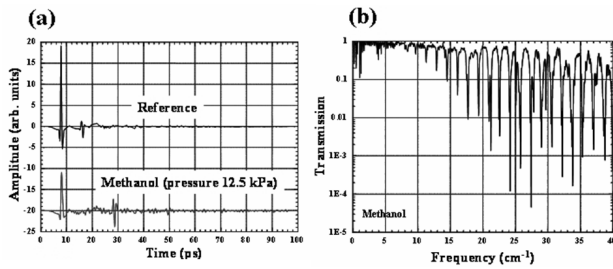 (a)
(b)
Amplitude (arb. units)
20
15
10
5
0
-5
-10
-15
-20
-25
Reference
Methanol (pressure 12.5 kPa)
0 10 20 30 40 50 60 70 80 90 100
Time (ps)
Transmission
1
0.1
0.01
1E-3
1E-4
1E-5
Methanol
0 5 10 15 20 25 30 35 40
Frequency (cm⁻¹)